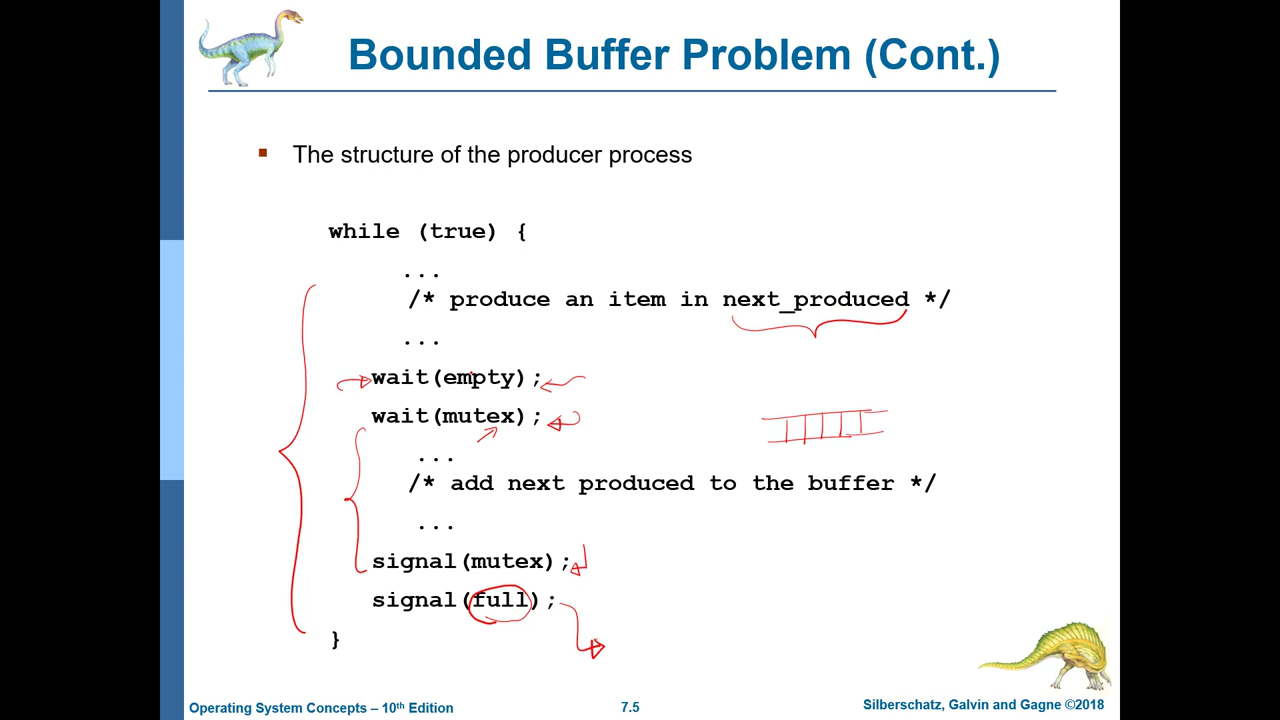 Bounded Buffer Problem (Cont.)
The structure of the producer process
while (true) {
...
/* produce an item in next_produced */
...
wait(empty);
wait(mutex);
...
/* add next produced to the buffer */
...
signal(mutex);
signal(full);
}
Operating System Concepts – 10th Edition
7.5
Silberschatz, Galvin and Gagne ©2018